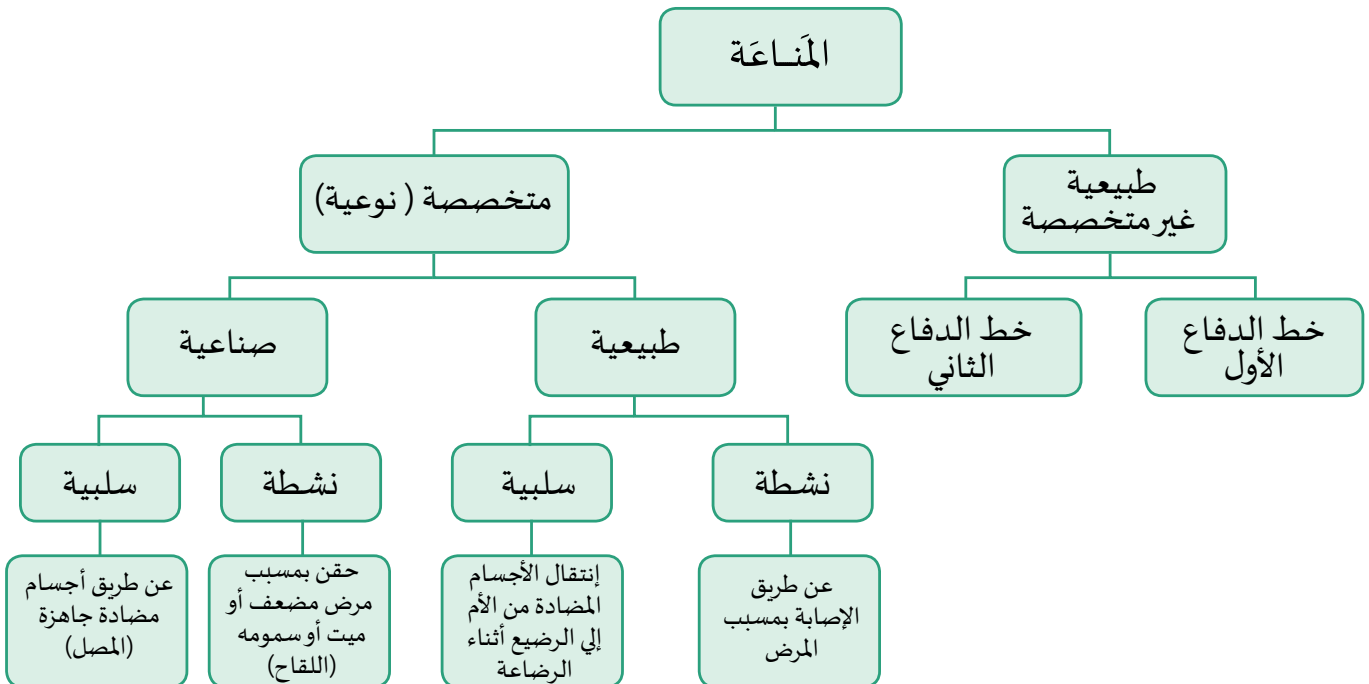 المَنـاعَة
طبيعية
غير متخصصة
متخصصة ( نوعية)
خط الدفاع
الأول
خط الدفاع
الثاني
طبيعية
صناعية
نشطة
سلبية
نشطة
سلبية
عن طريق
الإصابة بمسبب
المرض
إنتقال الأجسام
المضادة من الأم
إلي الرضيع أثناء
الرضاعة
حقن بمسبب
مرض مضعف أو
ميت أو سمومه
(اللقاح)
عن طريق أجسام
مضادة جاهزة
(المصل)